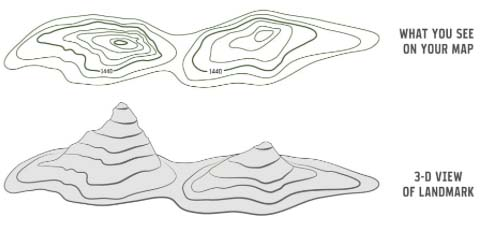 WHAT YOU SEE
ON YOUR MAP
1440
1440
3-D VIEW
OF LANDMARK